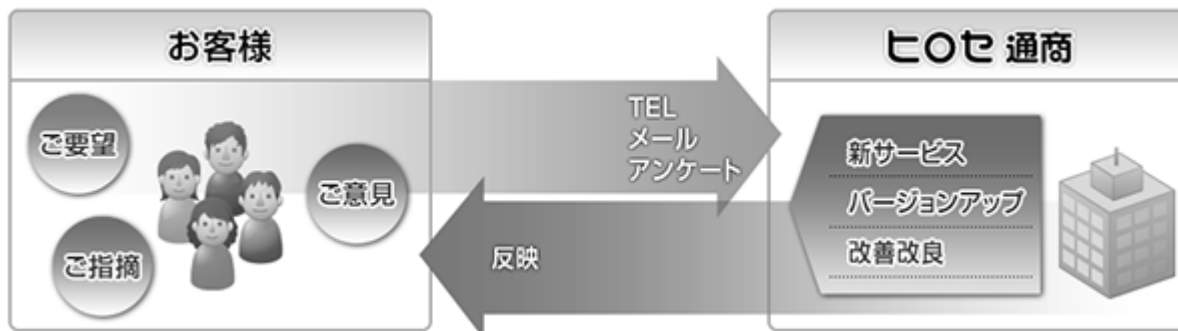 お客様
ご要望
ご意見
ご指摘
TEL
メール
アンケート
反映
ヒロセ通商
新サービス
バージョンアップ
改善改良